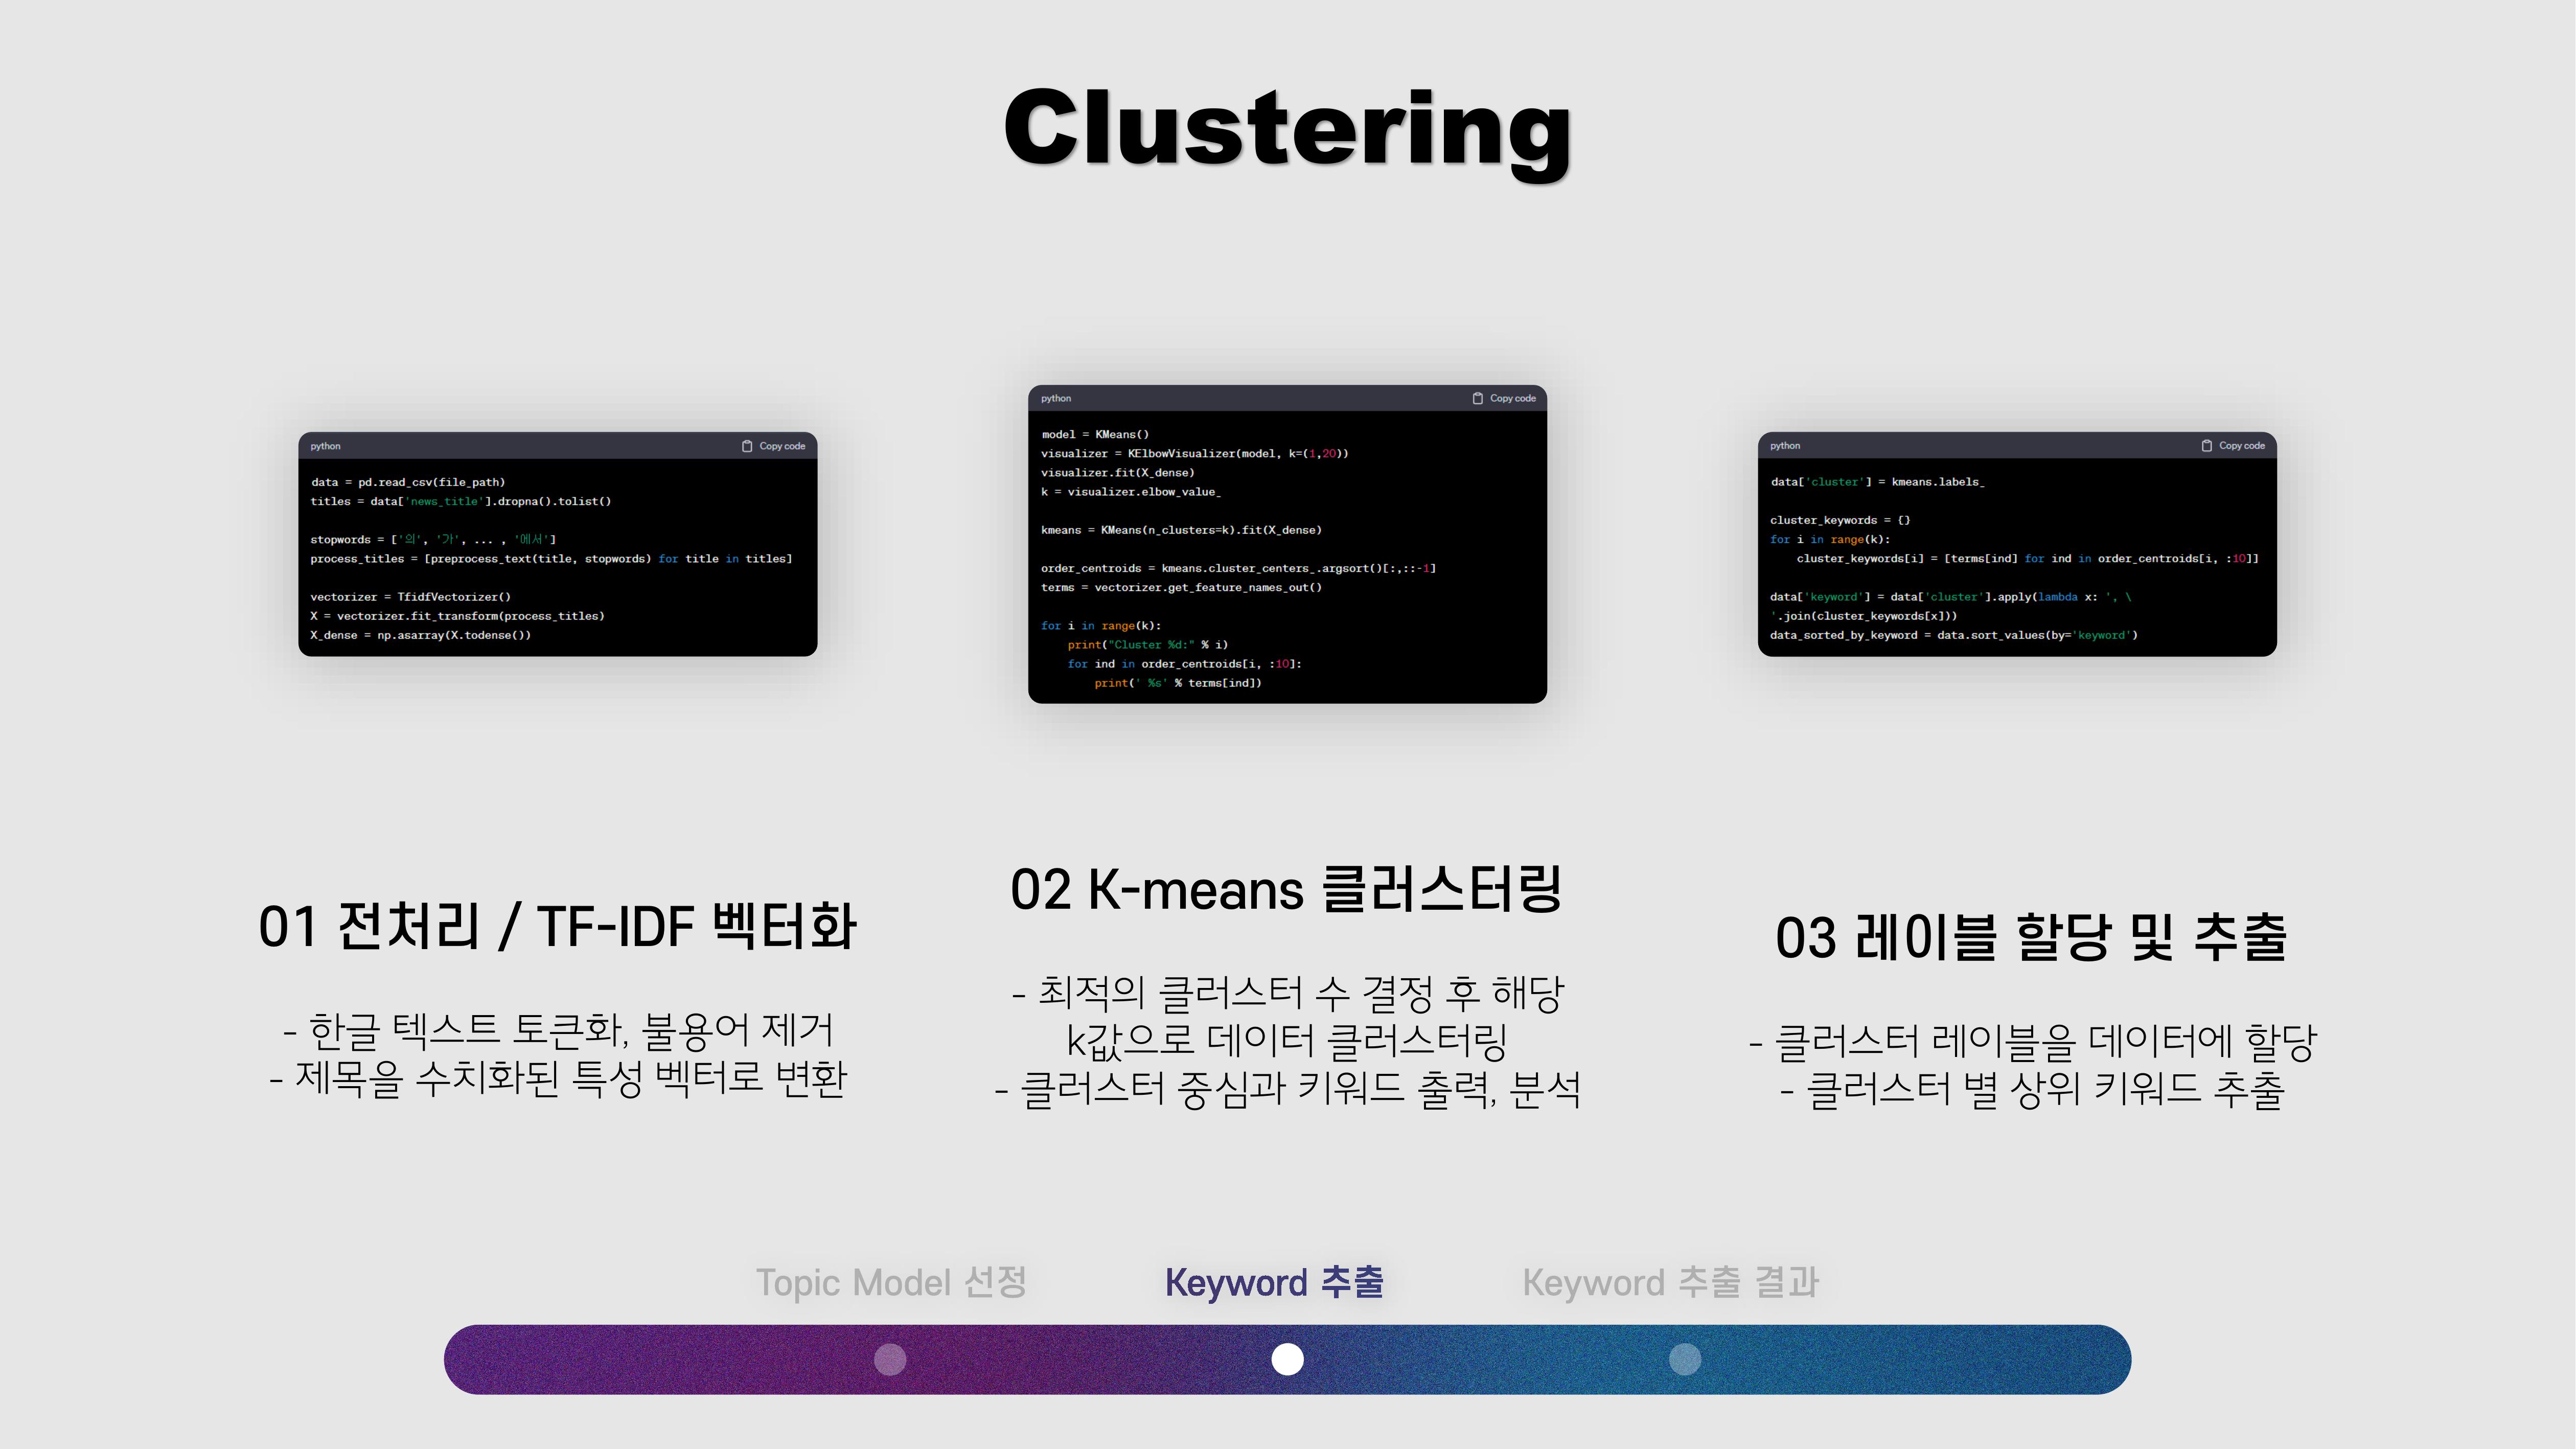 Clustering
python
Copy code
data = pd.read_csv(file_path)
titles = data['news_title'].dropna().tolist()
stopwords = ['의', '가', ... , '에서']
process_titles = [preprocess_text(title, stopwords) for title in titles]
vectorizer = TfidfVectorizer()
X = vectorizer.fit_transform(process_titles)
X_dense = np.asarray(X.todense())
01 전처리 / TF-IDF 벡터화
- 한글 텍스트 토큰화, 불용어 제거
- 제목을 수치화된 특성 벡터로 변환
python
Copy code
model = KMeans()
visualizer = KElbowVisualizer(model, k=(1,20))
visualizer.fit(X_dense)
k = visualizer.elbow_value_
kmeans = KMeans(n_clusters=k).fit(X_dense)
order_centroids = kmeans.cluster_centers_.argsort()[:,::-1]
terms = vectorizer.get_feature_names_out()
for i in range(k):
    print("Cluster %d:" % i)
    for ind in order_centroids[i, :10]:
        print(' %s' % terms[ind])
02 K-means 클러스터링
- 최적의 클러스터 수 결정 후 해당
k값으로 데이터 클러스터링
- 클러스터 중심과 키워드 출력, 분석
python
Copy code
data['cluster'] = kmeans.labels_
cluster_keywords = {}
for i in range(k):
    cluster_keywords[i] = [terms[ind] for ind in order_centroids[i, :10]]
data['keyword'] = data['cluster'].apply(lambda x: ', \
'.join(cluster_keywords[x]))
data_sorted_by_keyword = data.sort_values(by='keyword')
03 레이블 할당 및 추출
- 클러스터 레이블을 데이터에 할당
- 클러스터 별 상위 키워드 추출
Topic Model 선정
Keyword 추출
Keyword 추출 결과